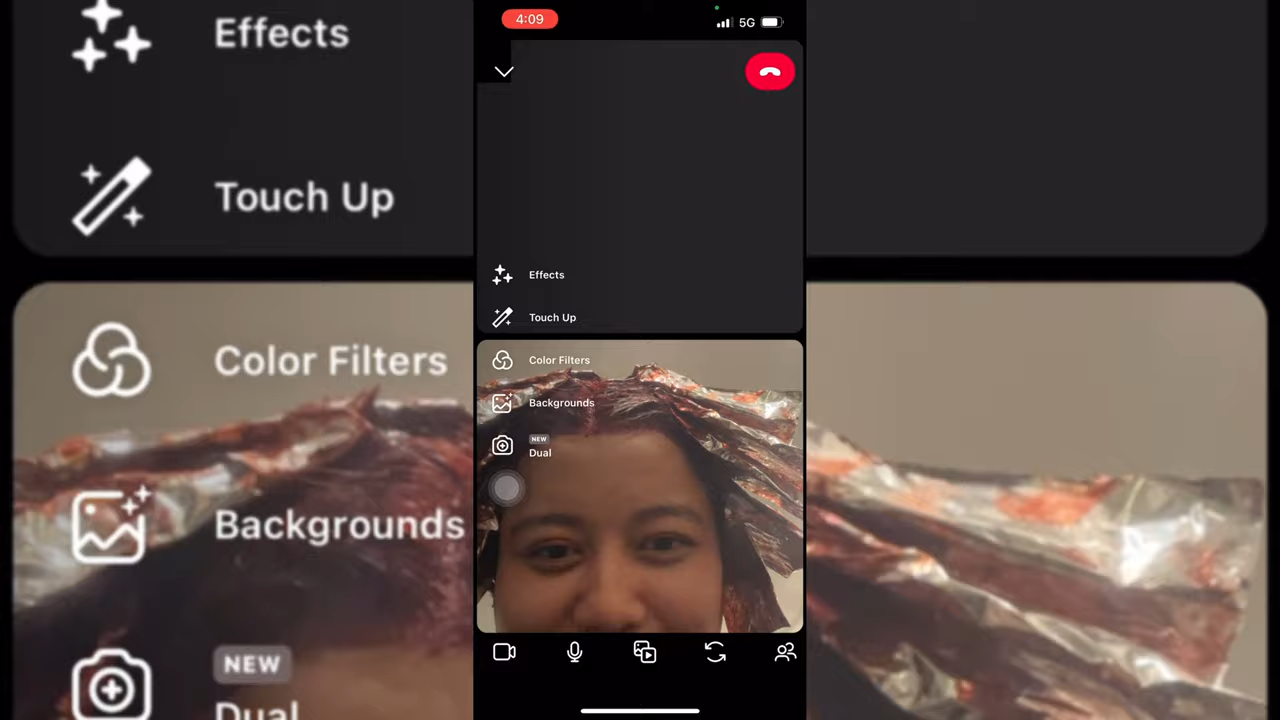 4:09
5G
Effects
Touch Up
Color Filters
Backgrounds
NEW
Dual
Effects
Touch Up
Color Filters
Backgrounds
NEW
Dual